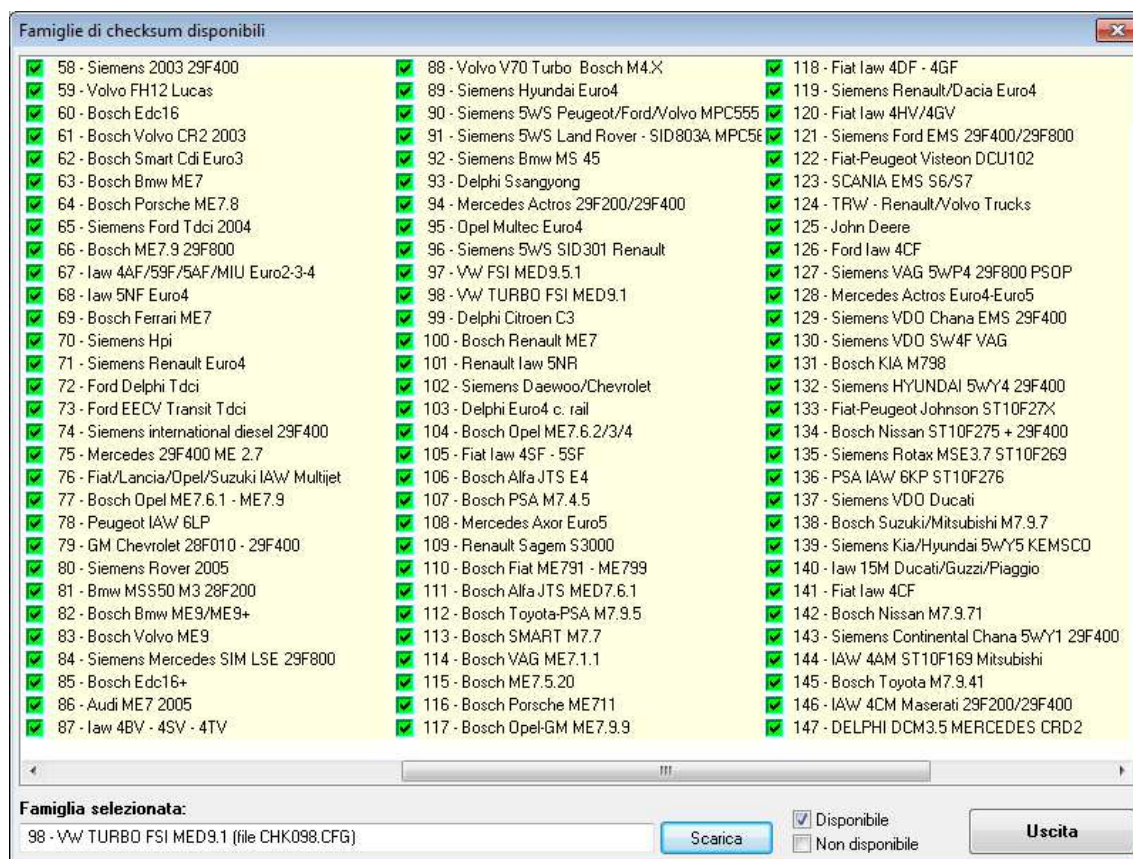 Famiglie di checksum disponibili
58 - Siemens 2003 29F400
59 - Volvo FH12 Lucas
60 - Bosch Edc16
61 - Bosch Volvo CR2 2003
62 - Bosch Smart Cdi Euro3
63 - Bosch Bmw ME7
64 - Bosch Porsche ME7.8
65 - Siemens Ford Tdci 2004
66 - Bosch ME7.9 29F800
67 - Iaw 4AF/59F/5AF/MIU Euro2-3-4
68 - Iaw 5NF Euro4
69 - Bosch Ferrari ME7
70 - Siemens Hpi
71 - Siemens Renault Euro4
72 - Ford Delphi Tdci
73 - Ford EECV Transit Tdci
74 - Siemens international diesel 29F400
75 - Mercedes 29F400 ME 2.7
76 - Fiat/Lancia/Opel/Suzuki IAW Multijet
77 - Bosch Opel ME7.6.1 - ME7.9
78 - Peugeot IAW 6LP
79 - GM Chevrolet 28F010 - 29F400
80 - Siemens Rover 2005
81 - Bmw MSS50 M3 28F200
82 - Bosch Bmw ME9/ME9+
83 - Bosch Volvo ME9
84 - Siemens Mercedes SIM LSE 29F800
85 - Bosch Edc16+
86 - Audi ME7 2005
87 - Iaw 4BV - 4SV - 4TV
88 - Volvo V70 Turbo Bosch M4.X
89 - Siemens Hyundai Euro4
90 - Siemens 5WS Peugeot/Ford/Volvo MPC555
91 - Siemens 5WS Land Rover - SID803A
92 - Siemens Bmw MS 45
93 - Delphi Ssangyong
94 - Mercedes Actros 29F200/29F400
95 - Opel Multec Euro4
96 - Siemens 5WS SID301 Renault
97 - VW FSI MED9.5.1
98 - VW TURBO FSI MED9.1
99 - Delphi Citroen C3
100 - Bosch Renault ME7
101 - Renault Iaw 5NR
102 - Siemens Daewoo/Chevrolet
103 - Delphi Euro4 c. rail
104 - Bosch Opel ME7.6.2/3/4
105 - Fiat Iaw 4SF - 5SF
106 - Bosch Alfa JTS E4
107 - Bosch PSA M7.4.5
108 - Mercedes Axor Euro5
109 - Renault Sagem S3000
110 - Bosch Fiat ME791 - ME799
111 - Bosch Alfa JTS MED7.6.1
112 - Bosch Toyota-PSA M7.9.5
113 - Bosch SMART M7.7
114 - Bosch VAG ME7.1.1
115 - Bosch ME7.5.20
116 - Bosch Porsche ME711
117 - Bosch Opel-GM ME7.9.9
118 - Fiat Iaw 4DF - 4GF
119 - Siemens Renault/Dacia Euro4
120 - Fiat Iaw 4HV/4GV
121 - Siemens Ford EMS 29F400/29F800
122 - Fiat-Peugeot Visteon DCU102
123 - SCANIA EMS S6/S7
124 - TRW - Renault/Volvo Trucks
125 - John Deere
126 - Ford Iaw 4CF
127 - Siemens VAG 5WP4 29F800 PSOP
128 - Mercedes Actros Euro4-Euro5
129 - Siemens VDO Chana EMS 29F400
130 - Siemens VDO SW4F VAG
131 - Bosch KIA M798
132 - Siemens HYUNDAI 5WY4 29F400
133 - Fiat-Peugeot Johnson ST10F27X
134 - Bosch Nissan ST10F275 + 29F400
135 - Siemens Rotax MSE3.7 ST10F269
136 - PSA IAW 6KP ST10F276
137 - Siemens VDO Ducati
138 - Bosch Suzuki/Mitsubishi M7.9.7
139 - Siemens Kia/Hyundai 5WY5 KEMSCO
140 - Iaw 15M Ducati/Guzzi/Piaggio
141 - Fiat Iaw 4CF
142 - Bosch Nissan M7.9.71
143 - Siemens Continental Chana 5WY1 29F400
144 - IAW 4AM ST10F169 Mitsubishi
145 - Bosch Toyota M7.9.41
146 - IAW 4CM Maserati 29F200/29F400
147 - DELPHI DCM3.5 MERCEDES CRD2
Famiglia selezionata:
98 - VW TURBO FSI MED9.1 (file CHK098.CFG)
Scarica
Disponibile
Non disponibile
Uscita